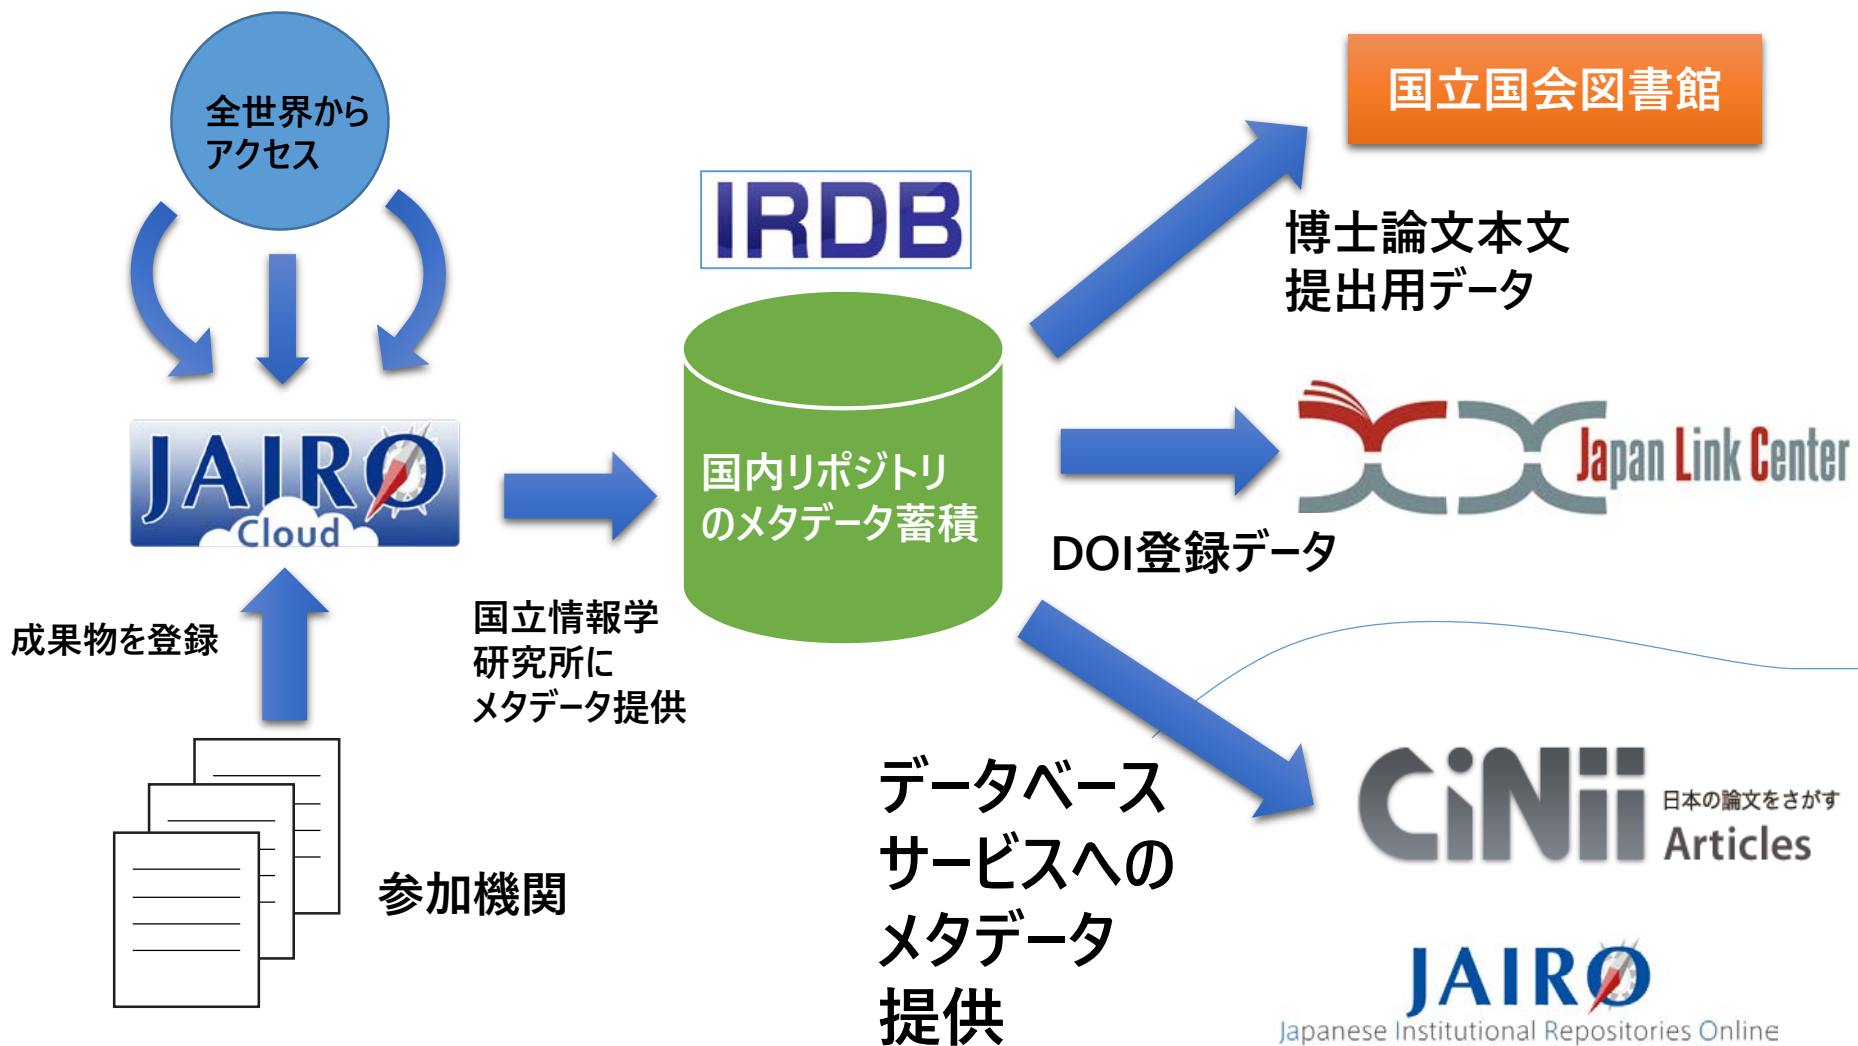 全世界から
アクセス
JAIRO
Cloud
成果物を登録
参加機関
国立情報学
研究所に
メタデータ提供
IRDB
国内リポジトリ
のメタデータ蓄積
国立国会図書館
博士論文本文
提出用データ
Japan Link Center
DOI登録データ
データベース
サービスへの
メタデータ
提供
CiNii
日本の論文をさがす
Articles
JAIRO
Japanese Institutional Repositories Online